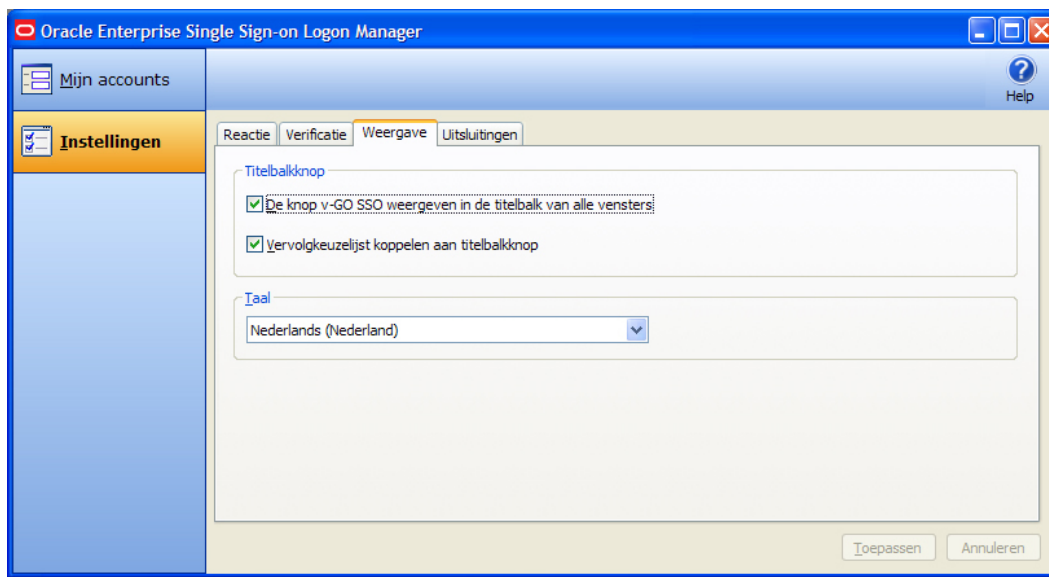 Oracle Enterprise Single Sign-on Logon Manager
Mijn accounts
Help
Instellingen
Reactie
Verificatie
Weergave
Uitsluitingen
Titelbalkknop
De knop v-GO SSO weergeven in de titelbalk van alle vensters
Vervolgkeuzelijst koppelen aan titelbalkknop
Taal
Nederlands (Nederland)
Toepassen
Annuleren